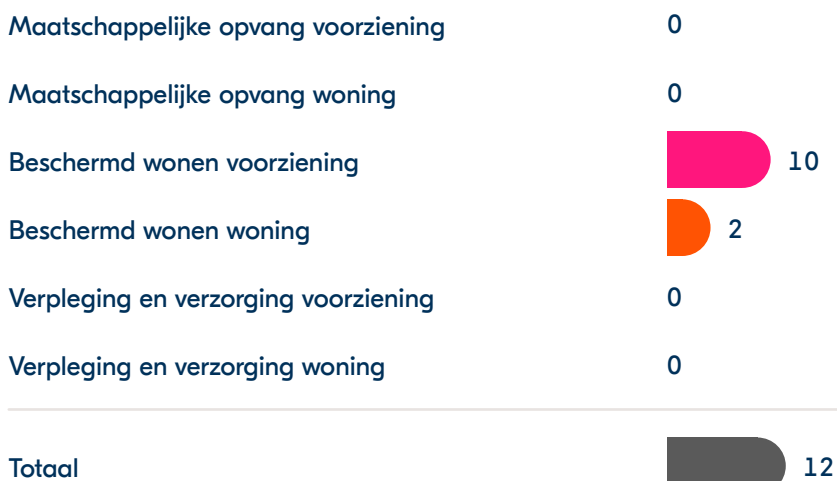 Maatschappelijke opvang voorziening 0
Maatschappelijke opvang woning 0
Beschermd wonen voorziening 10
Beschermd wonen woning 2
Verpleging en verzorging voorziening 0
Verpleging en verzorging woning 0
Totaal 12